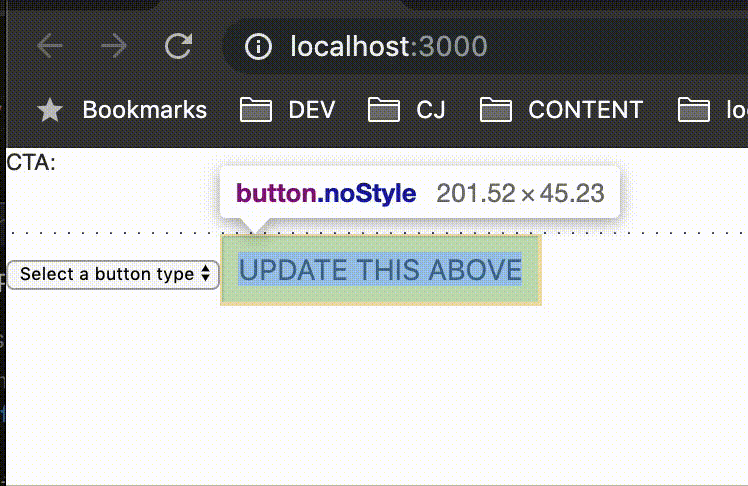 localhost:3000
Bookmarks DEV CJ CONTENT lo
CTA:
button.noStyle 201.52 × 45.23
Select a button type UPDATE THIS ABOVE